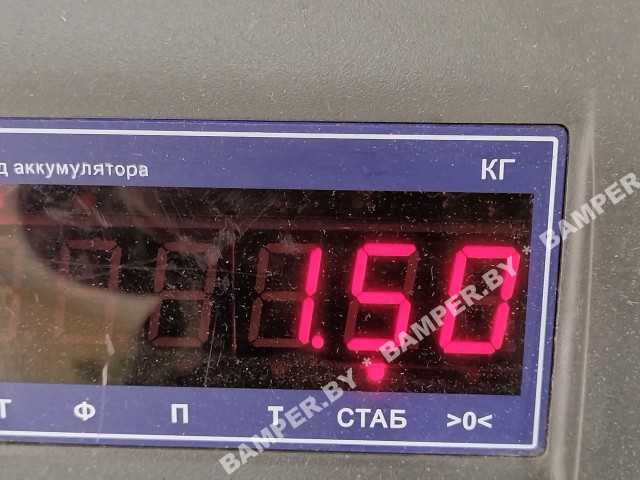 д аккумулятора КГ
1.50
Т Ф П Т СТАБ >0<
BAMPER.BY * BAMPER.BY * BAMPER